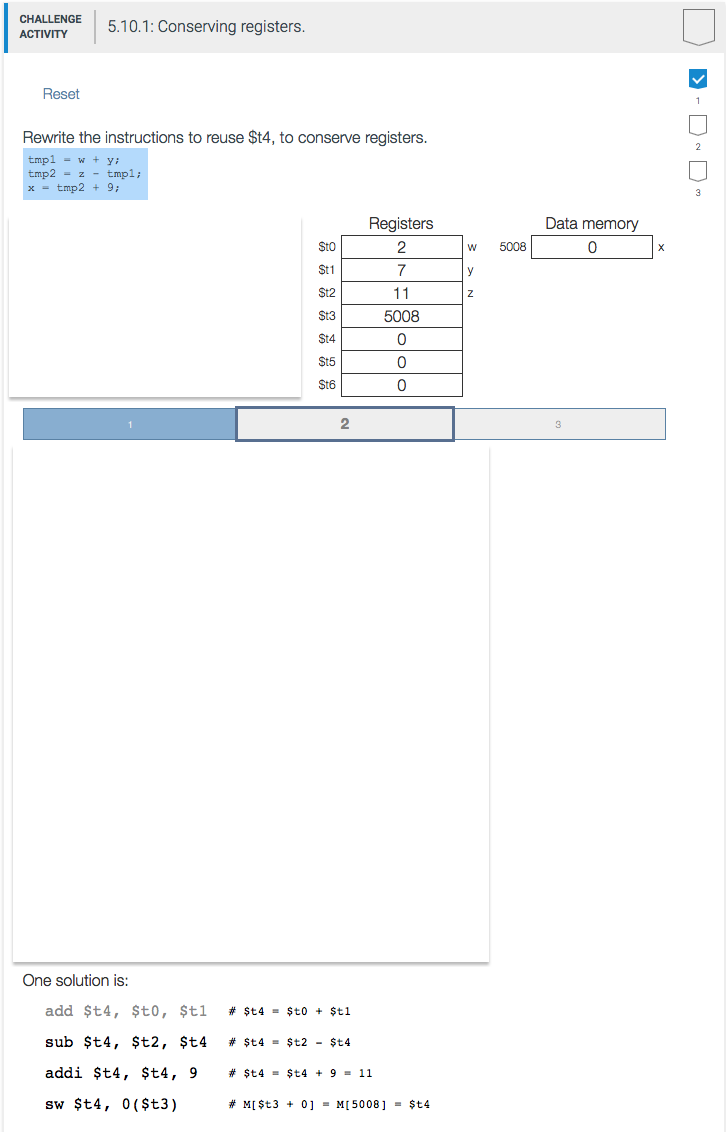 CHALLENGE
ACTIVITY
5.10.1: Conserving registers.
Reset
1
2
3
Rewrite the instructions to reuse $t4, to conserve registers.
tmp1 = w + y;
tmp2 = z - tmp1;
x = tmp2 + 9;
Registers
Data memory
$t0 2 w 5008 0 x
$t1 7 y
$t2 11 z
$t3 5008
$t4 0
$t5 0
$t6 0
1 2 3
One solution is:
add $t4, $t0, $t1 # $t4 = $t0 + $t1
sub $t4, $t2, $t4 # $t4 = $t2 - $t4
addi $t4, $t4, 9 # $t4 = $t4 + 9 = 11
sw $t4, 0($t3) # M[$t3 + 0] = M[5008] = $t4